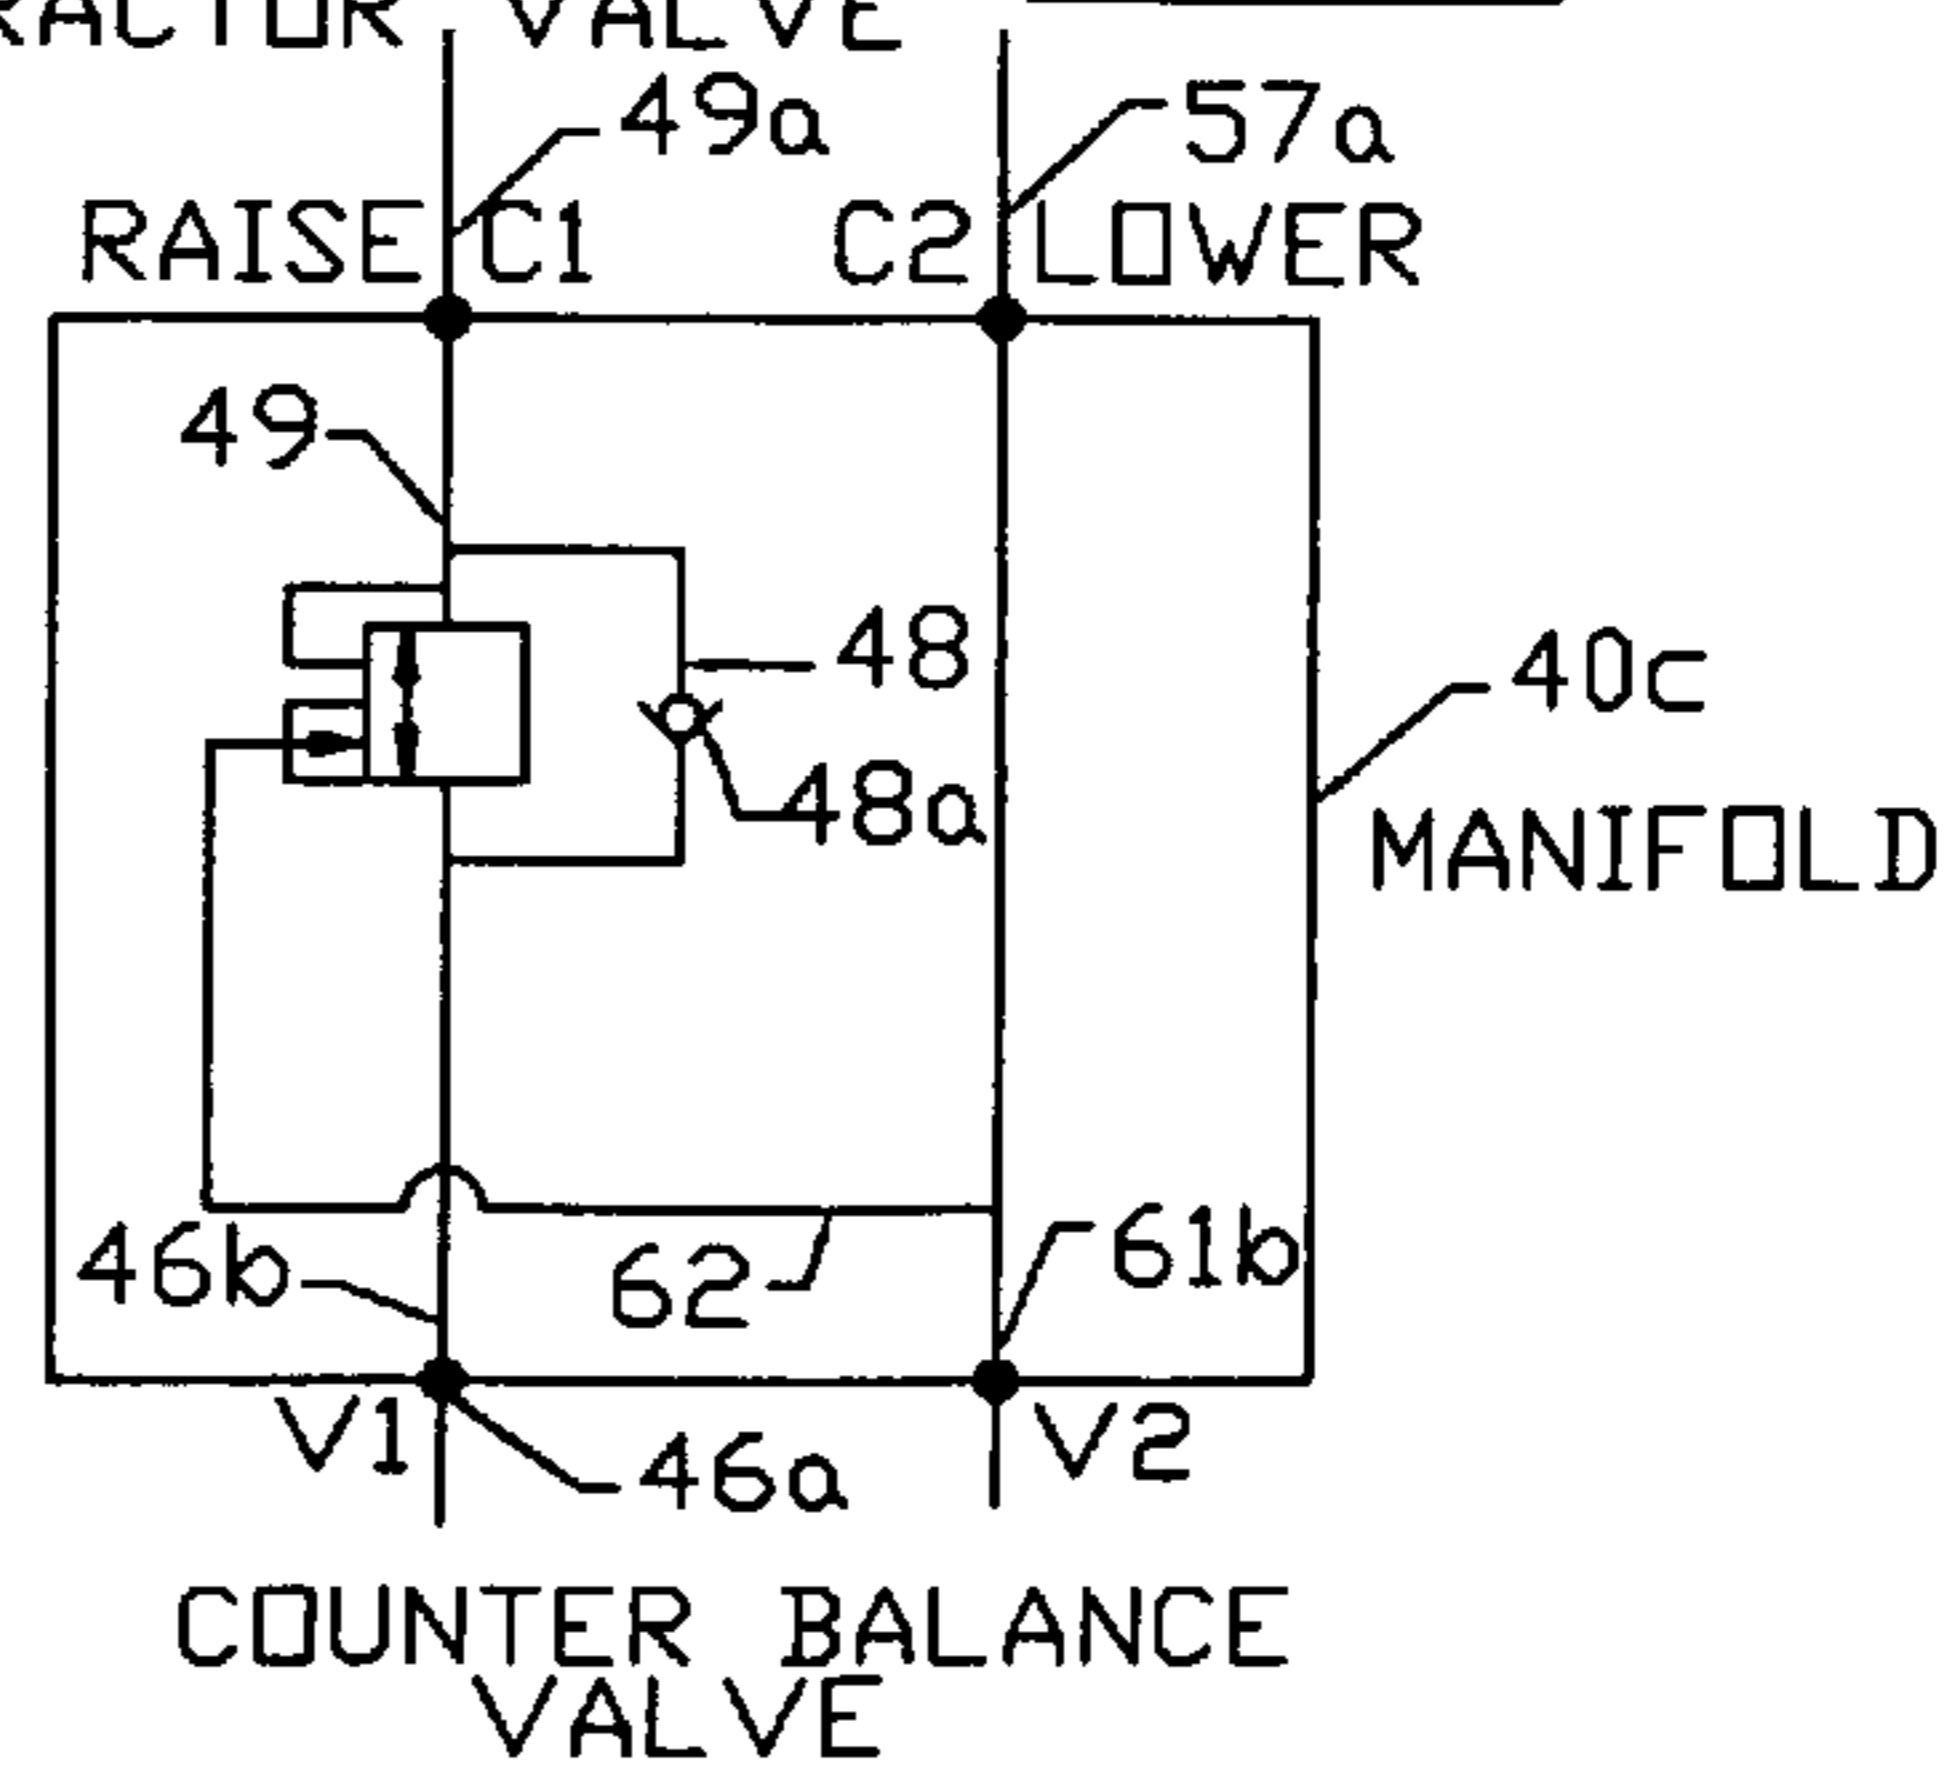 VALVE
49a
57a
RAISE C1
C2 LOWER
49
48
40c
48a
MANIFOLD
46b
62
61b
V1
46a
V2
COUNTER BALANCE
VALVE